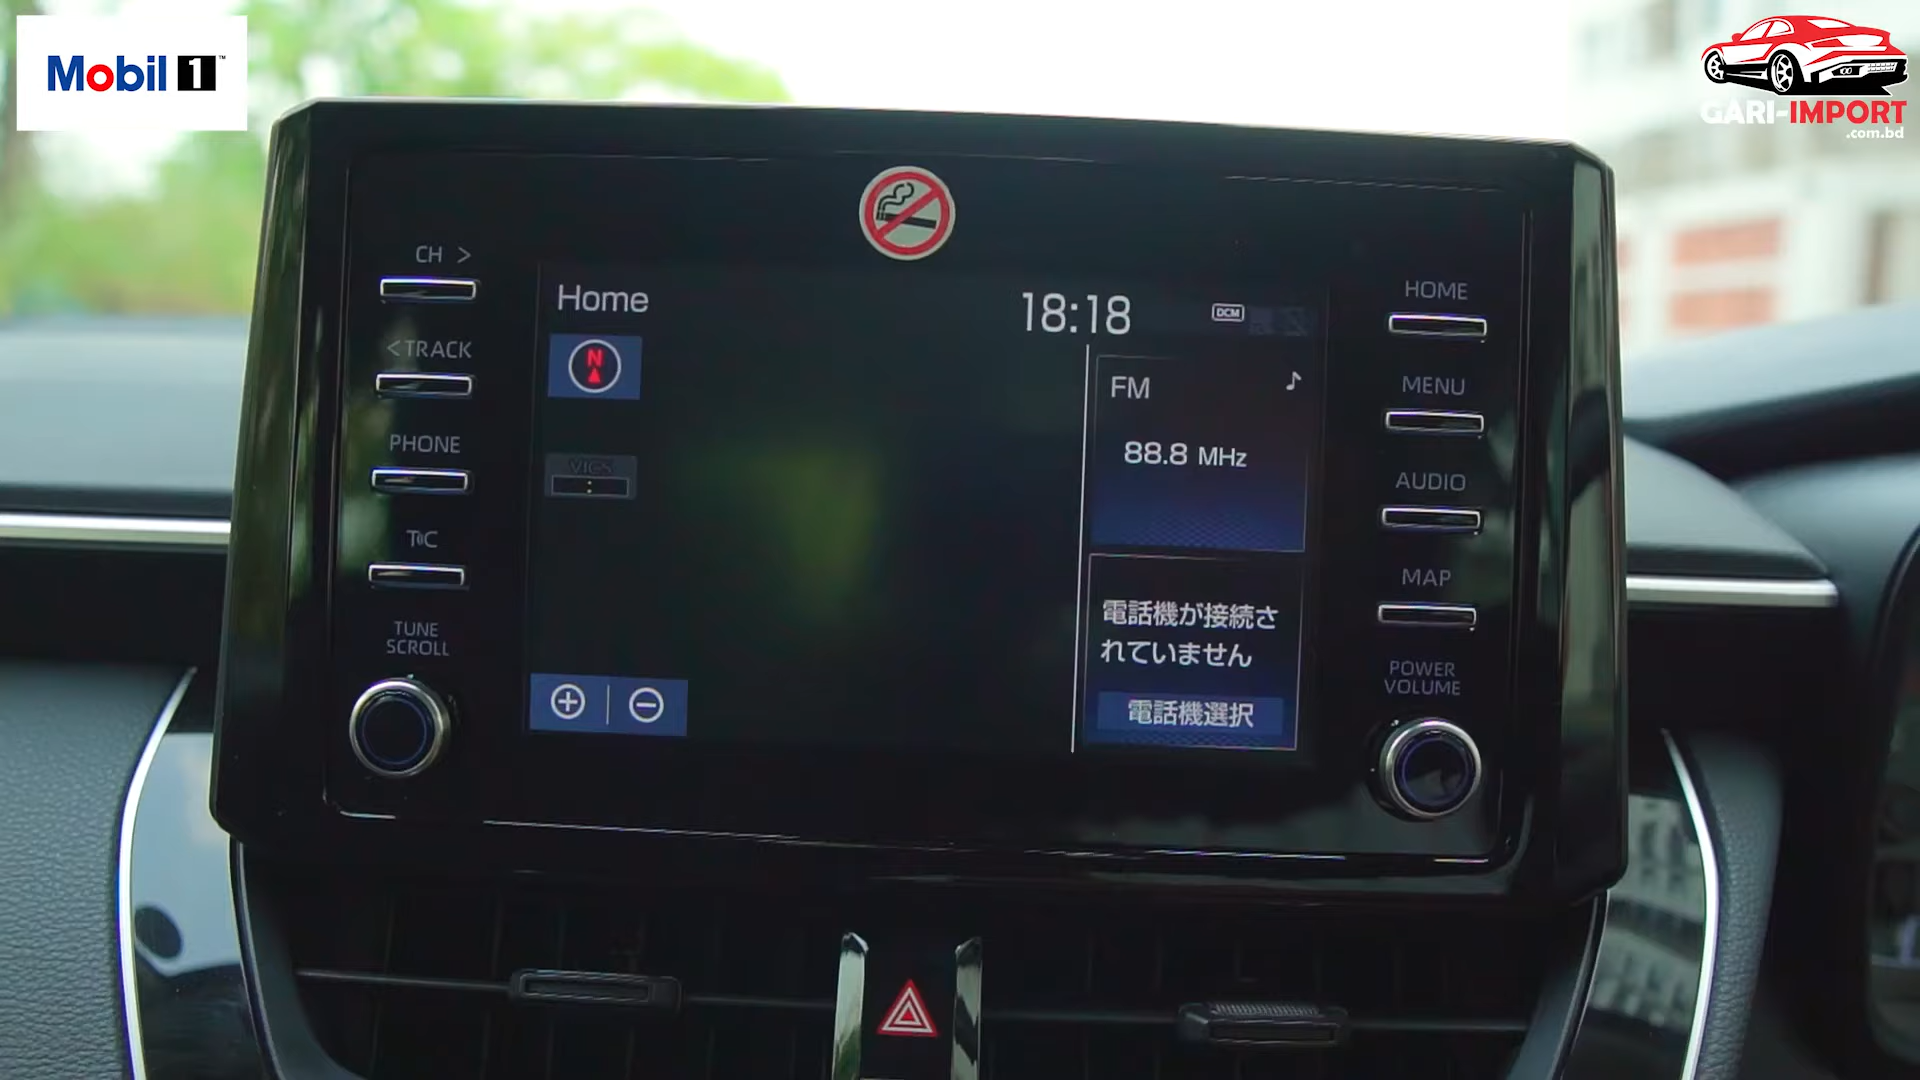 Mobil 1™
GARI-IMPORT
.com.bd
CH >
<TRACK
PHONE
T C
TUNE
SCROLL
Home
N
VICS
:
18:18
DCM
FM
88.8 MHz
電話機が接続さ
れていません
電話機選択
HOME
MENU
AUDIO
MAP
POWER
VOLUME